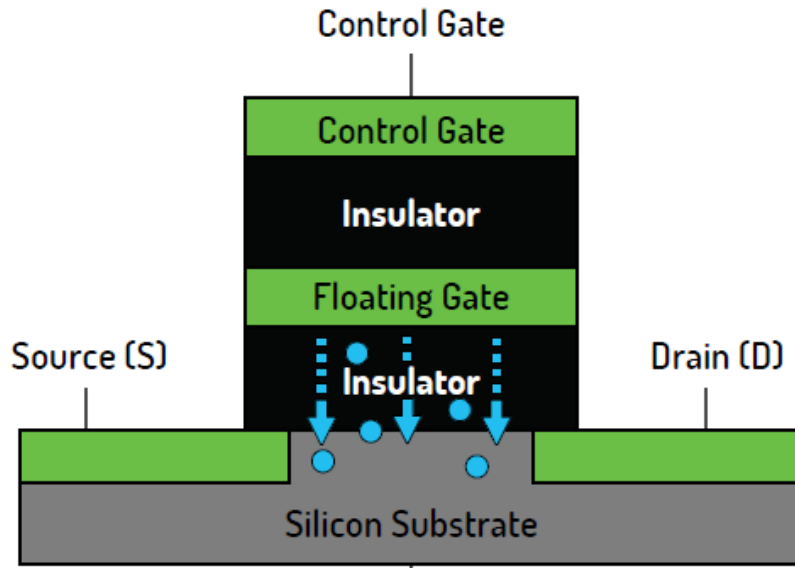 Control Gate
Control Gate
Insulator
Floating Gate
Source (S)
Drain (D)
Insulator
Silicon Substrate